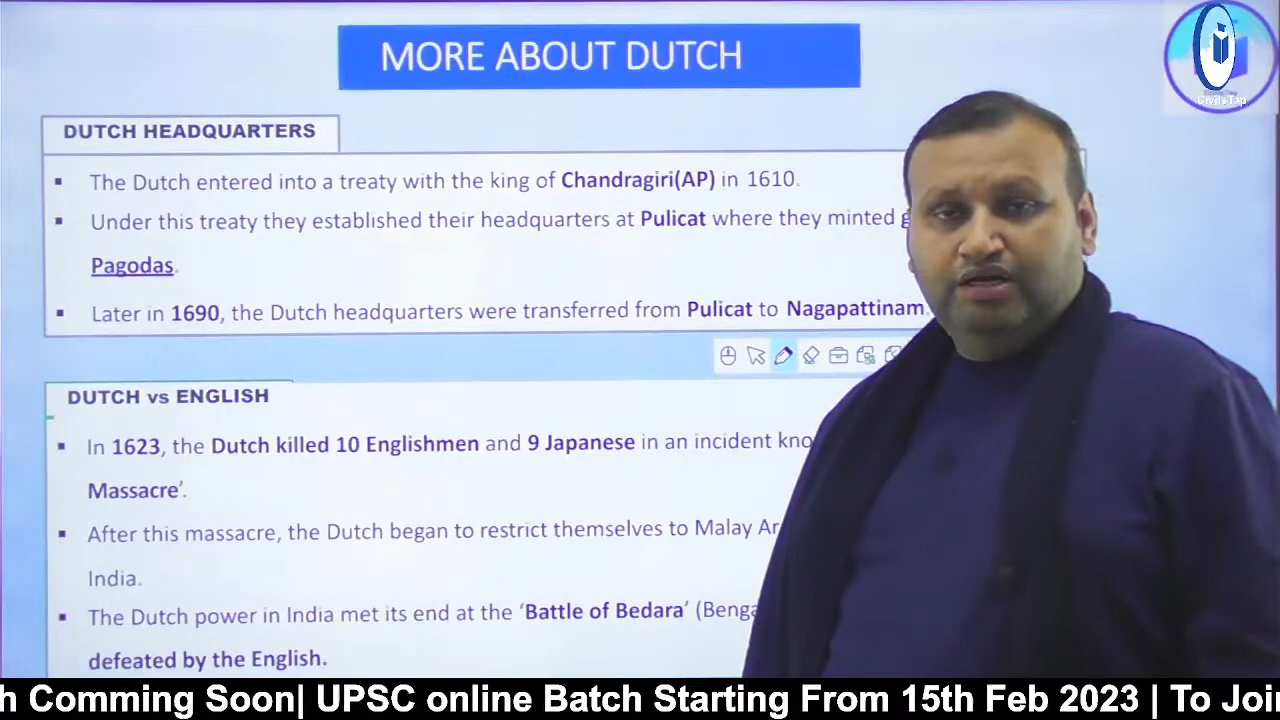 MORE ABOUT DUTCH
CivilsTap
DUTCH HEADQUARTERS
▪ The Dutch entered into a treaty with the king of Chandragiri(AP) in 1610.
▪ Under this treaty they established their headquarters at Pulicat where they minted
Pagodas.
▪ Later in 1690, the Dutch headquarters were transferred from Pulicat to Nagapattinam.
DUTCH vs ENGLISH
▪ In 1623, the Dutch killed 10 Englishmen and 9 Japanese in an incident kno
Massacre’.
▪ After this massacre, the Dutch began to restrict themselves to Malay Ar
India.
▪ The Dutch power in India met its end at the ‘Battle of Bedara’ (Benga
defeated by the English.
h Comming Soon| UPSC online Batch Starting From 15th Feb 2023 | To Joi